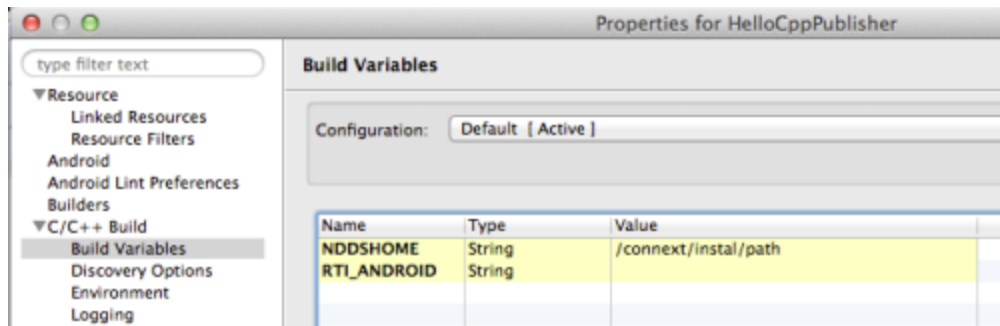 Properties for HelloCppPublisher
type filter text
Resource
Linked Resources
Resource Filters
Android
Android Lint Preferences
Builders
C/C++ Build
Build Variables
Discovery Options
Environment
Logging
Build Variables
Configuration: Default [ Active ]
Name Type Value
NDDSHOME String /connext/instal/path
RTI_ANDROID String